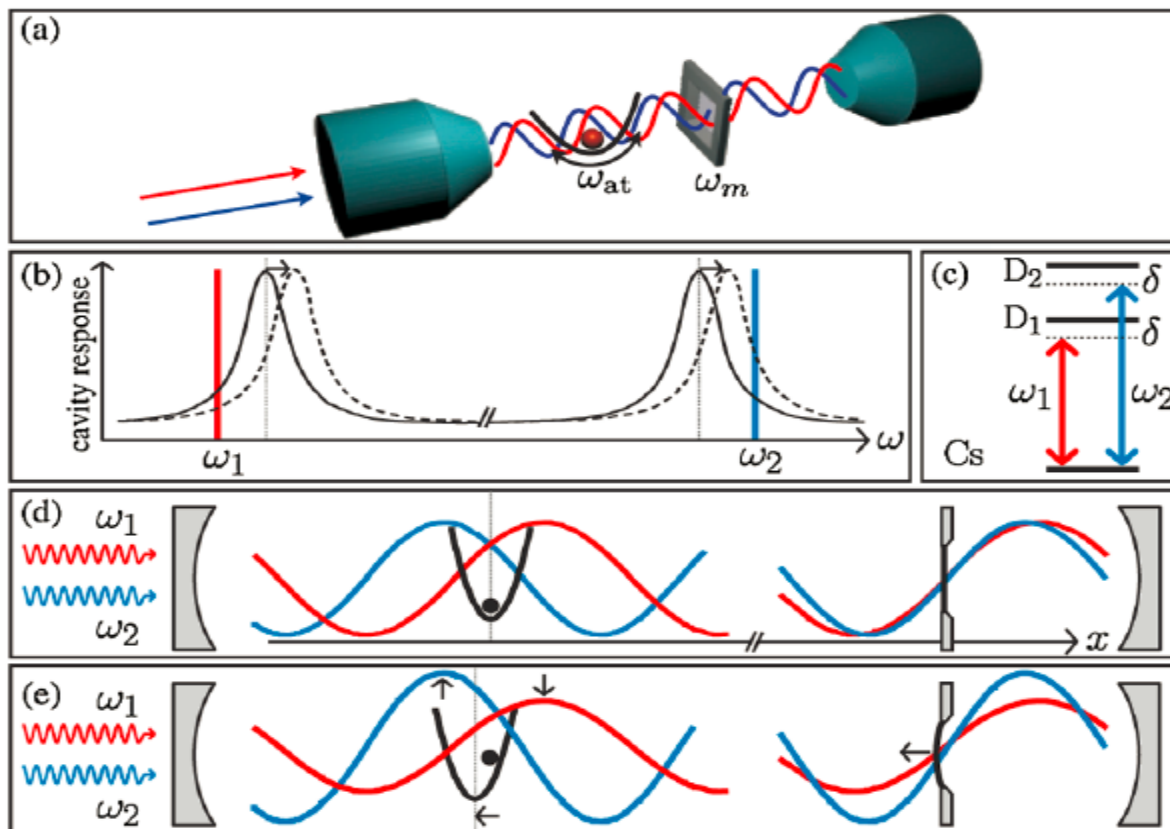 (a)
ω_at
ω_m
(b)
cavity response
ω_1
ω_2
ω
(c)
D_2
δ
D_1
δ
ω_1
ω_2
Cs
(d)
ω_1
ω_2
x
(e)
ω_1
ω_2